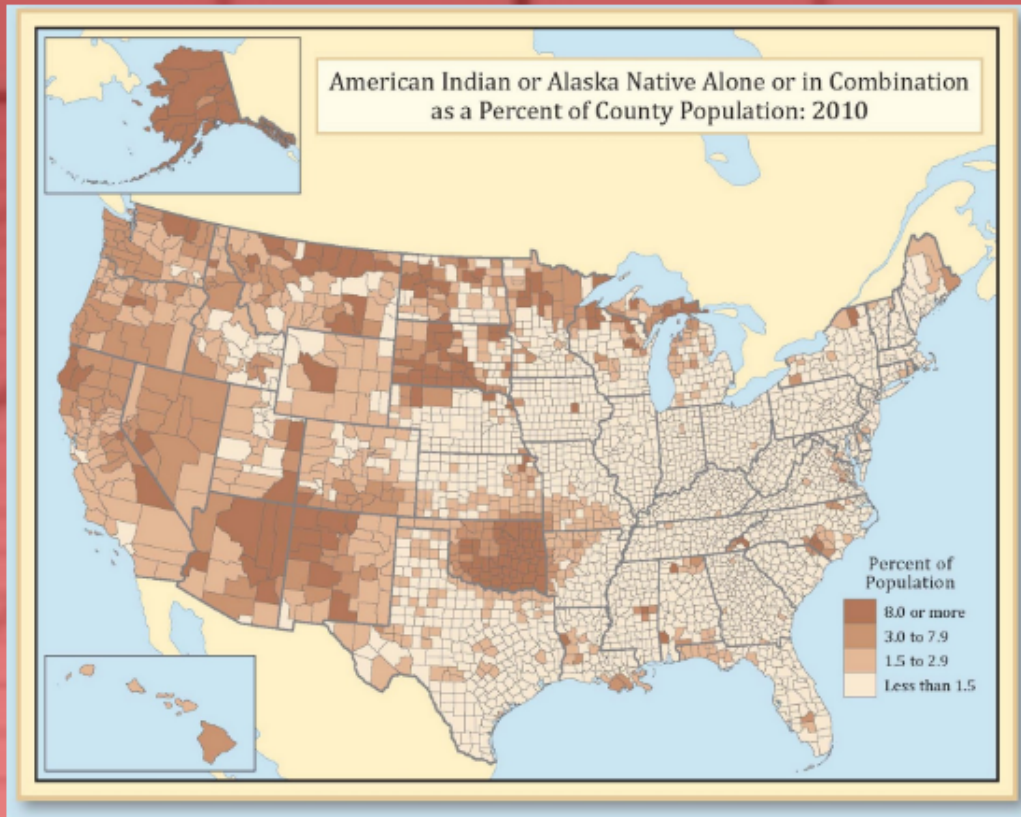 American Indian or Alaska Native Alone or in Combination
as a Percent of County Population: 2010
Percent of
Population
8.0 or more
3.0 to 7.9
1.5 to 2.9
Less than 1.5